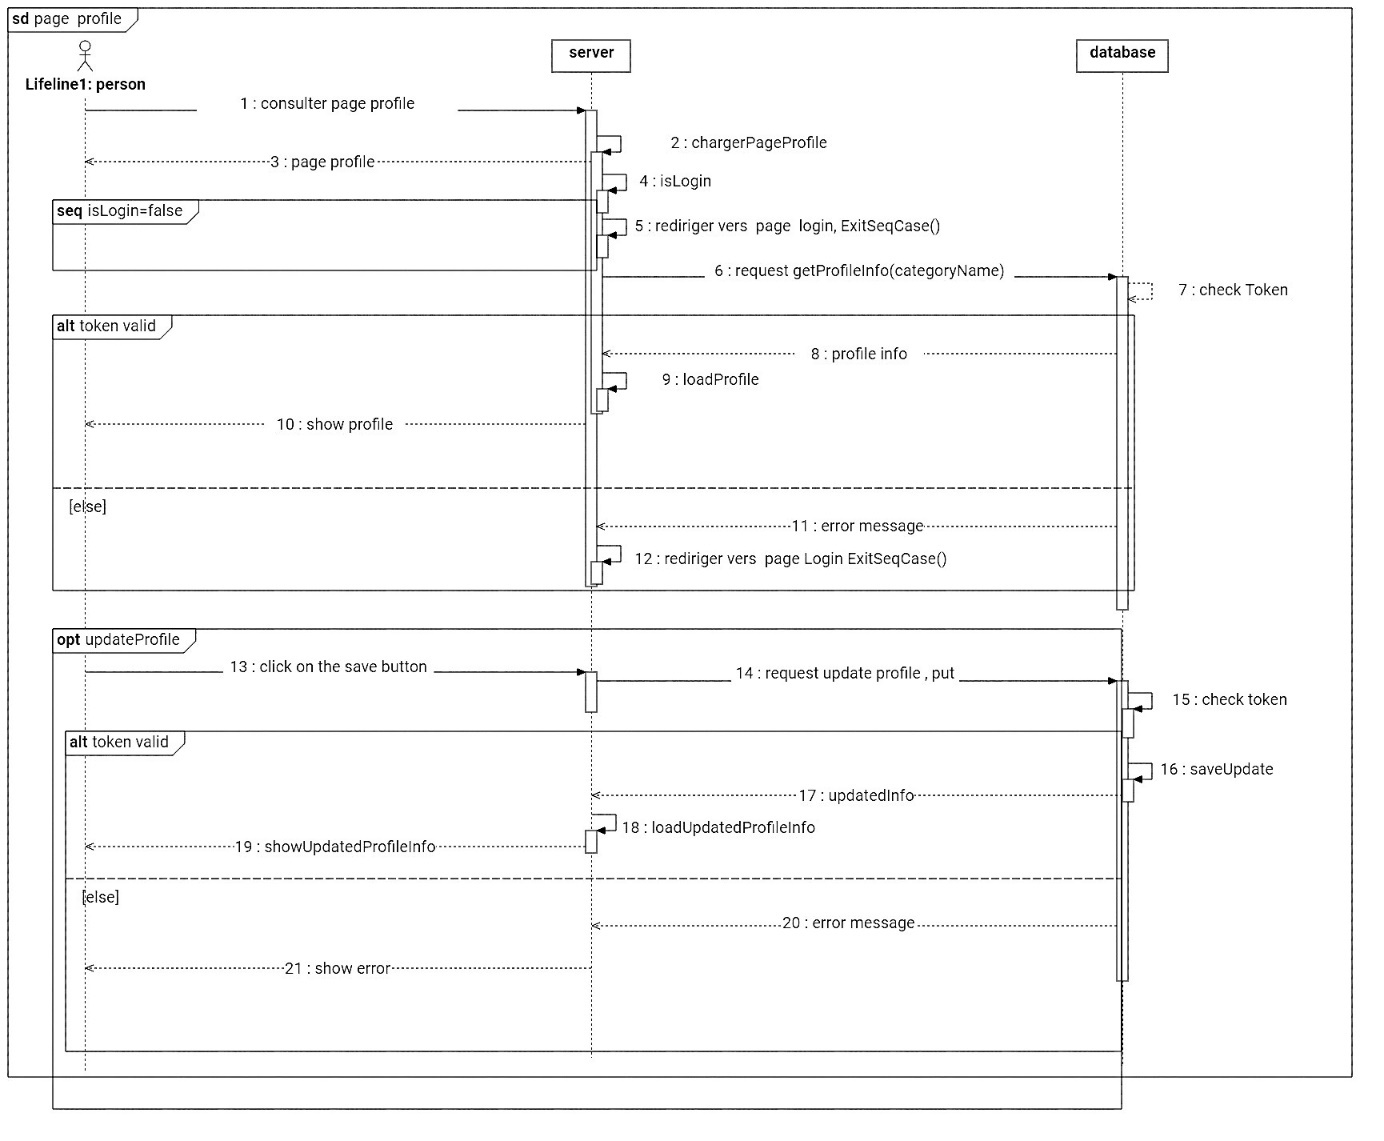 sd page profile
server
database
Lifeline1: person
1 : consulter page profile
2 : chargerPageProfile
3 : page profile
4 : isLogin
seq isLogin=false
5 : rediriger vers page login, ExitSeqCase()
6 : request getProfileInfo(categoryName)
7 : check Token
alt token valid
8 : profile info
9 : loadProfile
10 : show profile
[else]
11 : error message
12 : rediriger vers page Login ExitSeqCase()
opt updateProfile
13 : click on the save button
14 : request update profile , put
15 : check token
alt token valid
16 : saveUpdate
17 : updatedInfo
18 : loadUpdatedProfileInfo
19 : showUpdatedProfileInfo
[else]
20 : error message
21 : show error